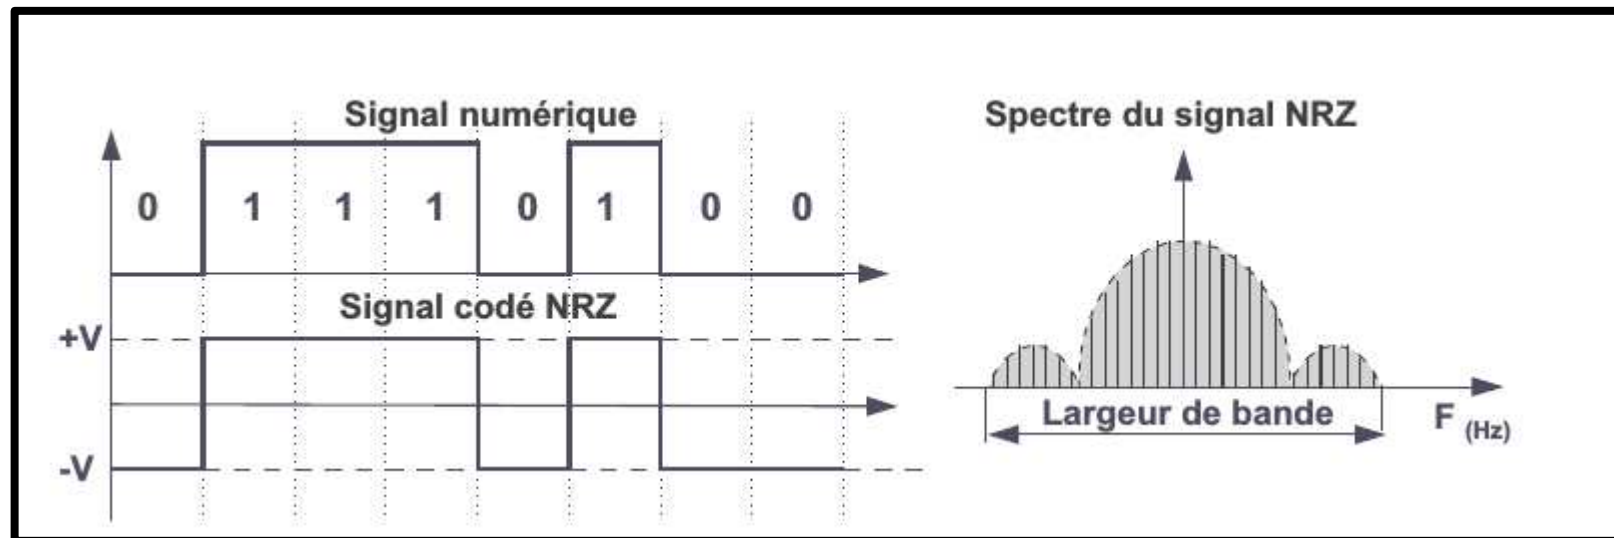 Signal numérique
0 1 1 1 0 1 0 0
Signal codé NRZ
+V
-V
Spectre du signal NRZ
Largeur de bande
F (Hz)